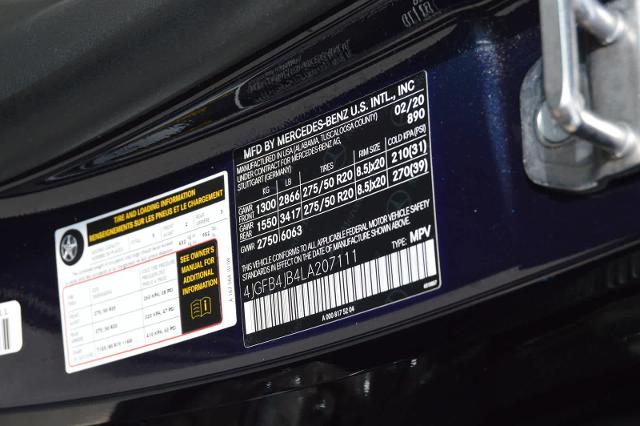 MFD BY MERCEDES-BENZ U.S. INTL., INC
MANUFACTURED IN USA (ALABAMA, TUSCALOOSA COUNTY) 02/20
UNDER CONTRACT FOR MERCEDES-BENZ AG, 890
STUTTGART (GERMANY)
KG LB TIRES RIM SIZE COLD KPA(PSI)
GAWR FRONT 1300 2866 275/50 R20 8.5Jx20 210(31)
GAWR REAR 1550 3417 275/50 R20 8.5Jx20 270(39)
GVWR 2750 6063
THIS VEHICLE CONFORMS TO ALL APPLICABLE FEDERAL MOTOR VEHICLE SAFETY
STANDARDS IN EFFECT ON THE DATE OF MANUFACTURE SHOWN ABOVE.
4JGFB4JB4LA207111 TYPE: MPV
A 000 817 52 04
TIRE AND LOADING INFORMATION
RENSEIGNEMENTS SUR LES PNEUS ET LE CHARGEMENT
SEE OWNER'S
MANUAL FOR
ADDITIONAL
INFORMATION